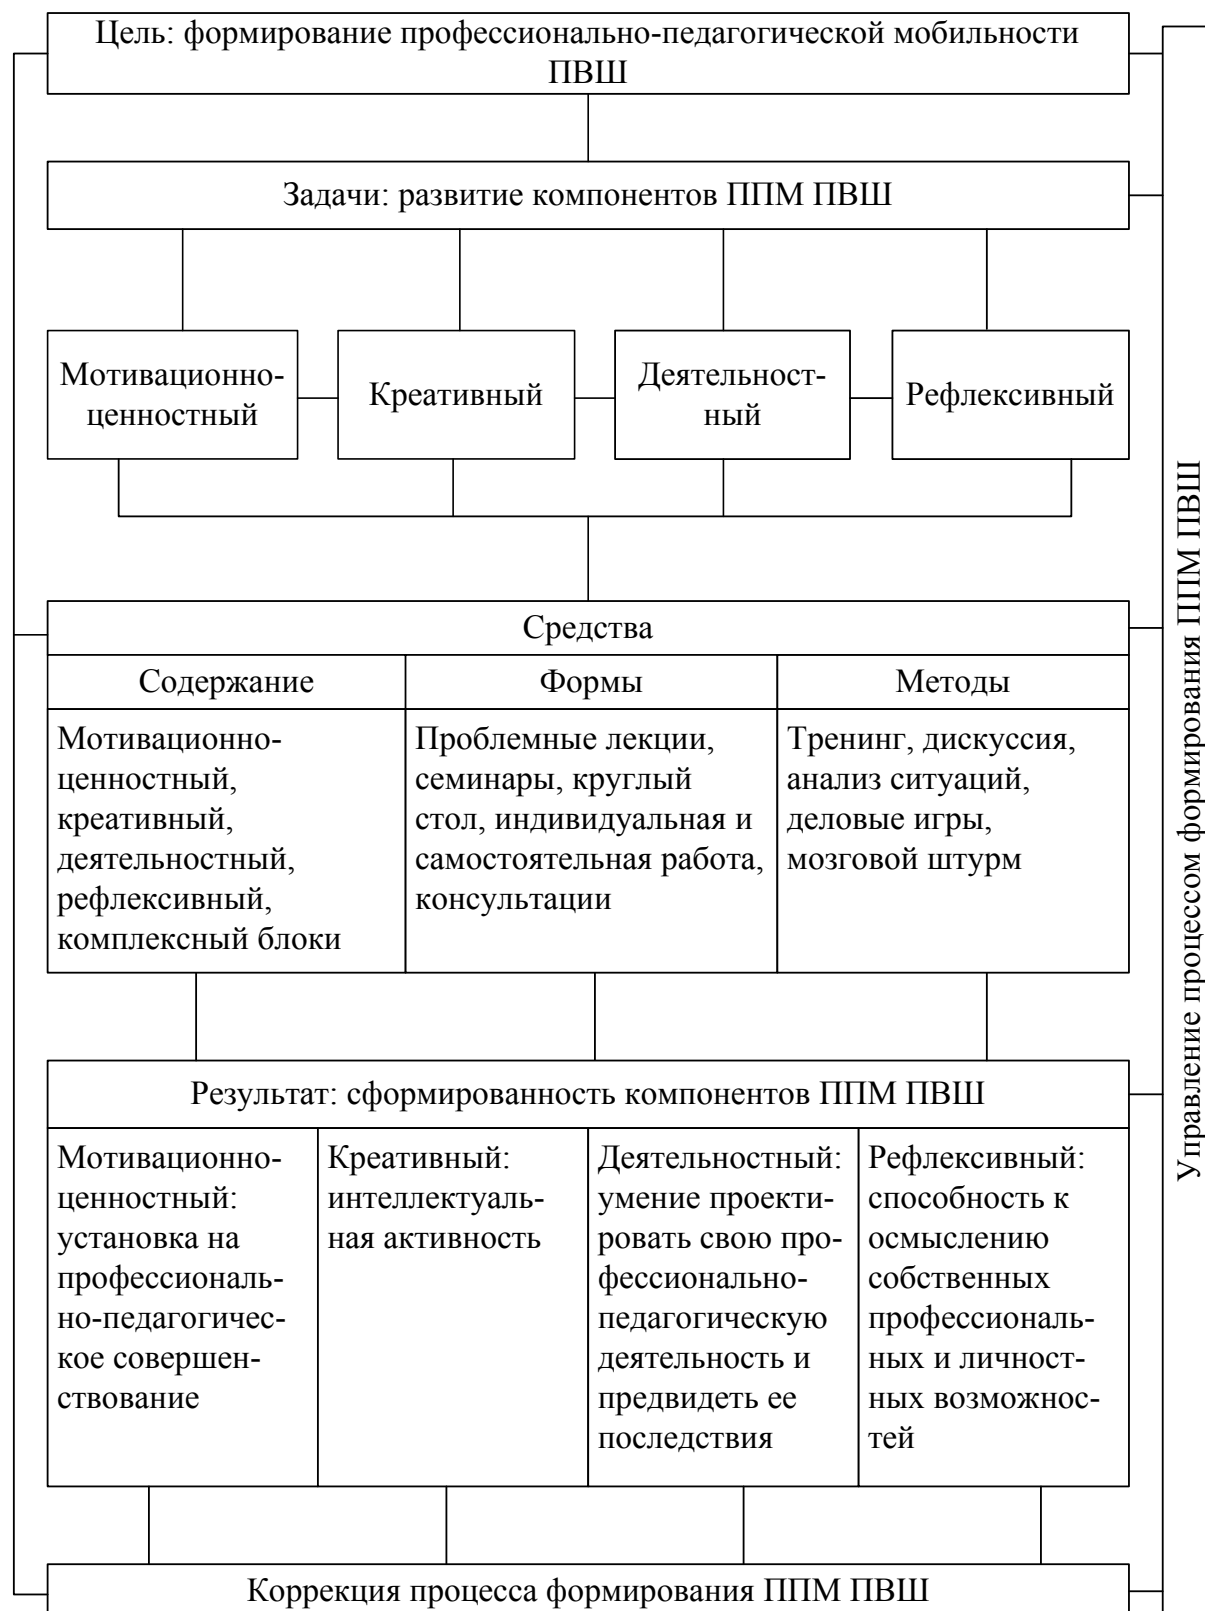 Цель: формирование профессионально-педагогической мобильности
ПВШ
Задачи: развитие компонентов ППМ ПВШ
Мотивационно-
ценностный
Креативный
Деятельност-
ный
Рефлексивный
Средства
Содержание
Формы
Методы
Мотивационно-
ценностный,
креативный,
деятельностный,
рефлексивный,
комплексный блоки
Проблемные лекции,
семинары, круглый
стол, индивидуальная и
самостоятельная работа,
консультации
Тренинг, дискуссия,
анализ ситуаций,
деловые игры,
мозговой штурм
Результат: сформированность компонентов ППМ ПВШ
Мотивационно-
ценностный:
установка на
профессиональ-
но-педагогичес-
кое совершен-
ствование
Креативный:
интеллектуаль-
ная активность
Деятельностный:
умение проекти-
ровать свою про-
фессионально-
педагогическую
деятельность и
предвидеть ее
последствия
Рефлексивный:
способность к
осмыслению
собственных
профессиональ-
ных и личност-
ных возможнос-
тей
Коррекция процесса формирования ППМ ПВШ
Управление процессом формирования ППМ ПВШ